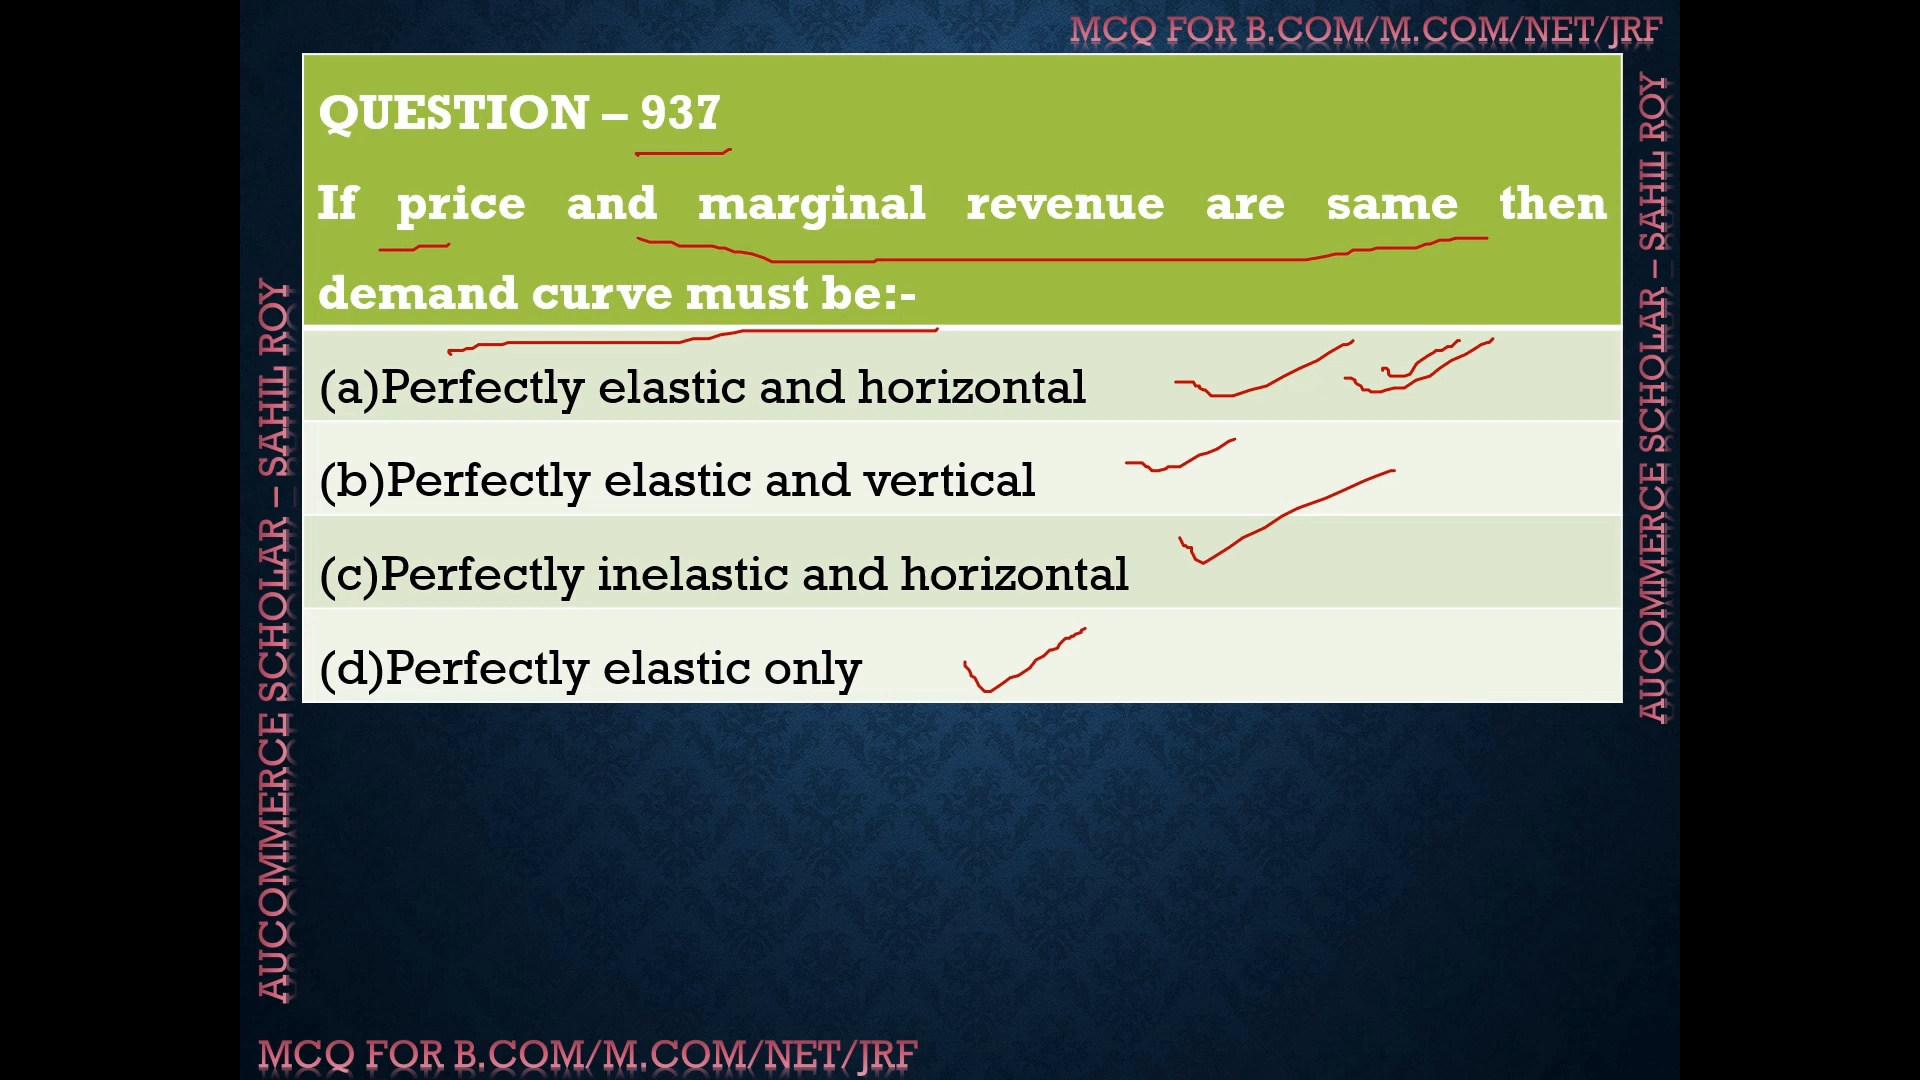 MCQ FOR B.COM/M.COM/NET/JRF
QUESTION – 937
If price and marginal revenue are same then
demand curve must be:-
(a)Perfectly elastic and horizontal
(b)Perfectly elastic and vertical
(c)Perfectly inelastic and horizontal
(d)Perfectly elastic only
AUCOMMERCE SCHOLAR – SAHIL ROY
AUCOMMERCE SCHOLAR – SAHIL ROY
MCQ FOR B.COM/M.COM/NET/JRF